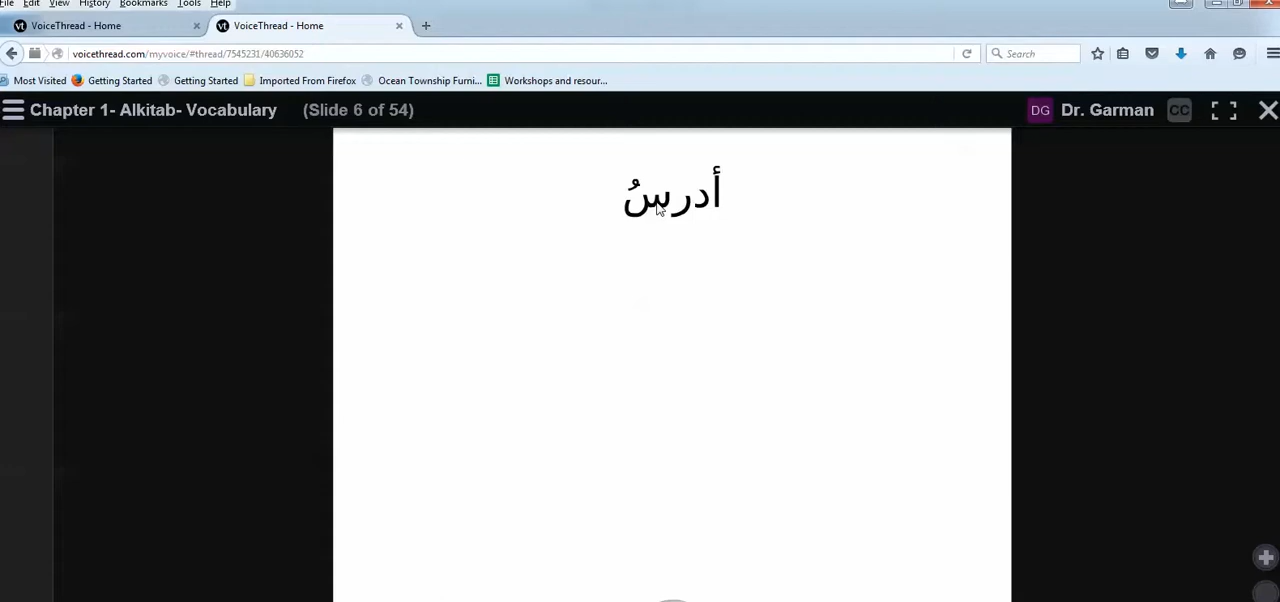 File Edit View History Bookmarks Tools Help
VoiceThread - Home × VoiceThread - Home × +
voicethread.com/myvoice/#thread/7545231/40636052 Search
Most Visited Getting Started Getting Started Imported From Firefox Ocean Township Furni... Workshops and resour...
Chapter 1- Alkitab- Vocabulary (Slide 6 of 54) DG Dr. Garman CC
أدرسُ